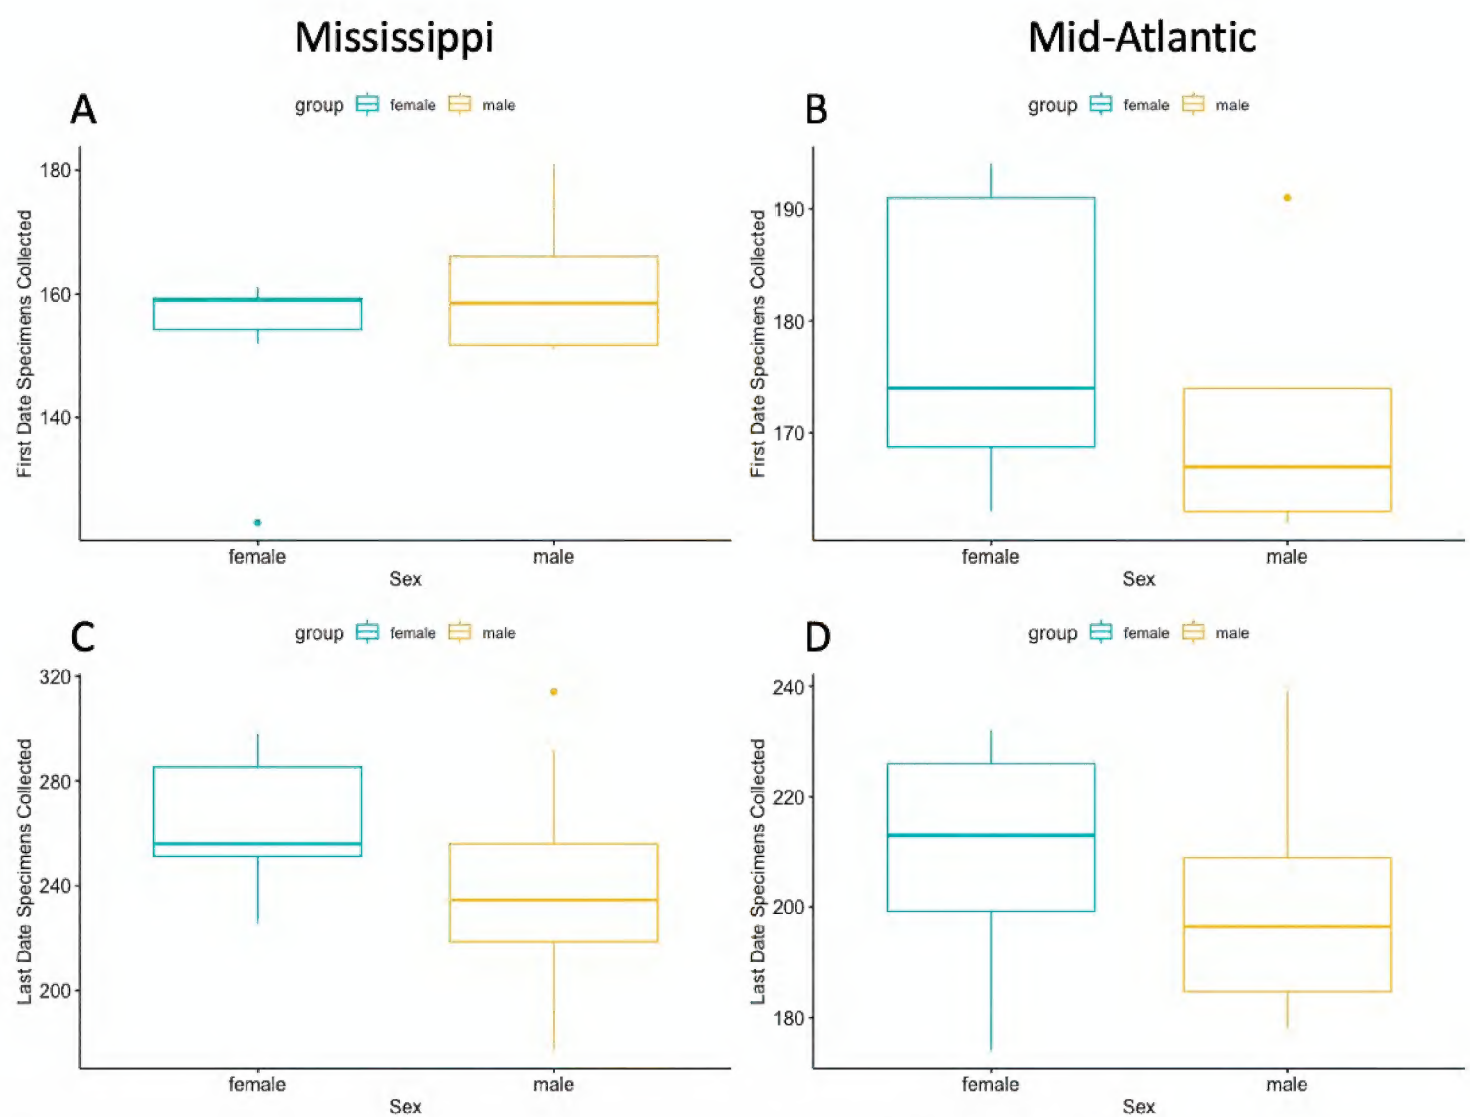 Mississippi
Mid-Atlantic
A
group female male
First Date Specimens Collected
180
160
140
female male
Sex
B
group female male
First Date Specimens Collected
190
180
170
female male
Sex
C
group female male
Last Date Specimens Collected
320
280
240
200
female male
Sex
D
group female male
Last Date Specimens Collected
240
220
200
180
female male
Sex